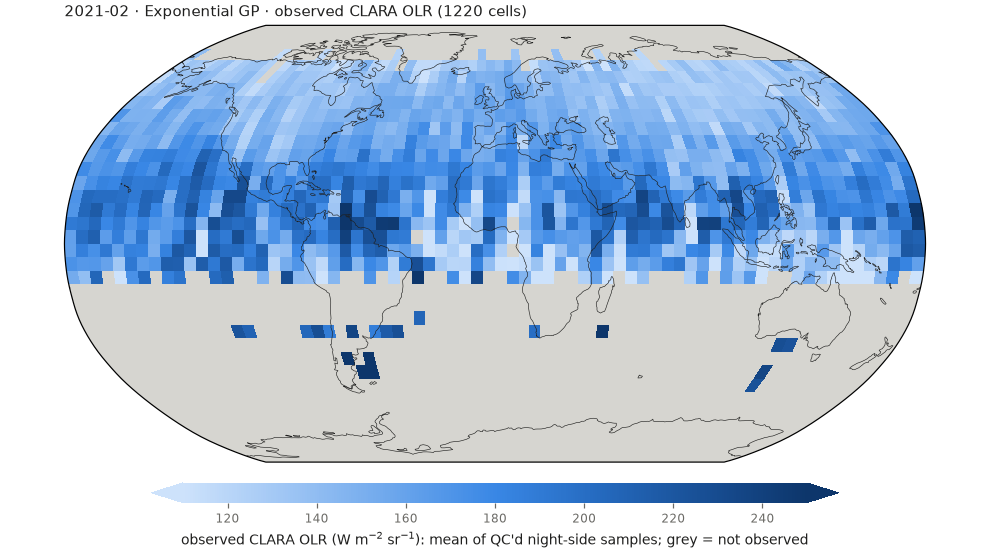 2021-02 · Exponential GP · observed CLARA OLR (1220 cells)
120 140 160 180 200 220 240
observed CLARA OLR (W m⁻² sr⁻¹): mean of QC'd night-side samples; grey = not observed